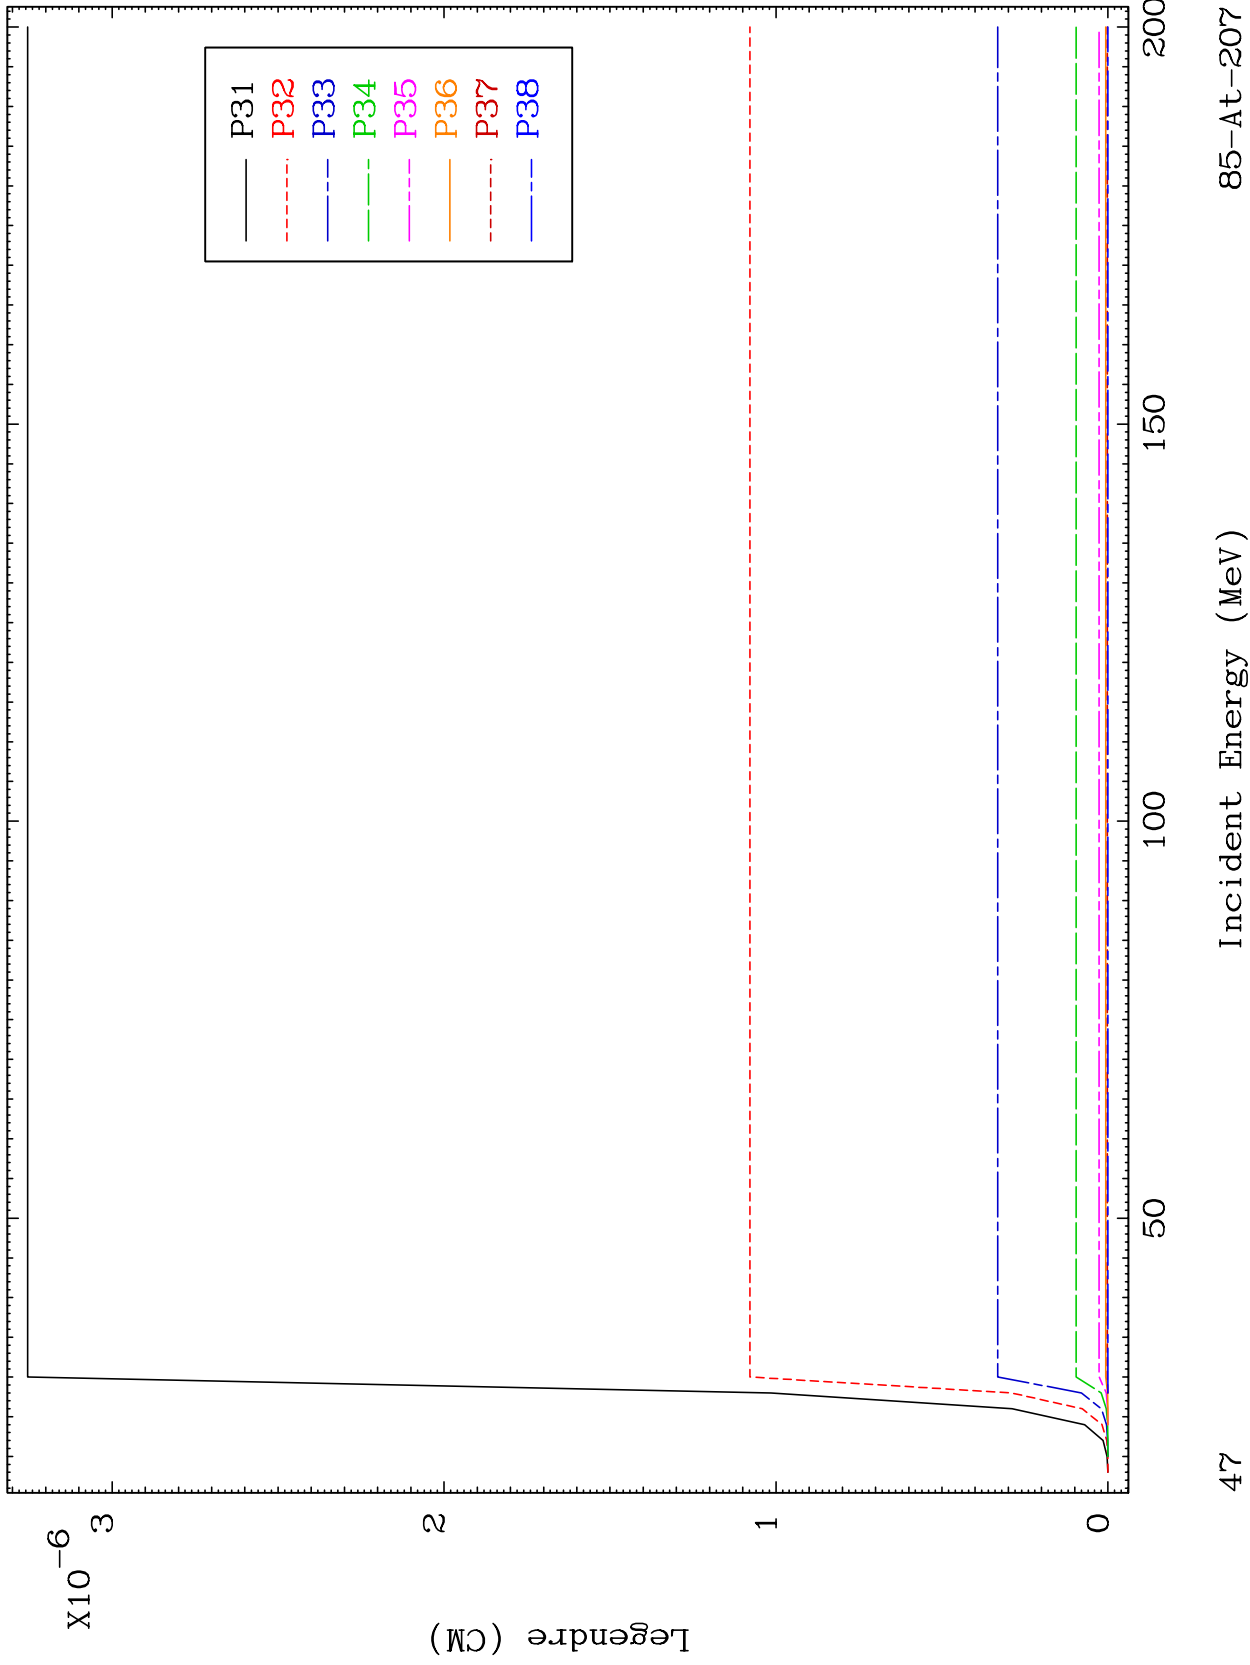 X10-6
3
2
1
0
Legendre (CM)
P31
P32
P33
P34
P35
P36
P37
P38
50
100
150
200
Incident Energy (MeV)
47
85-At-207